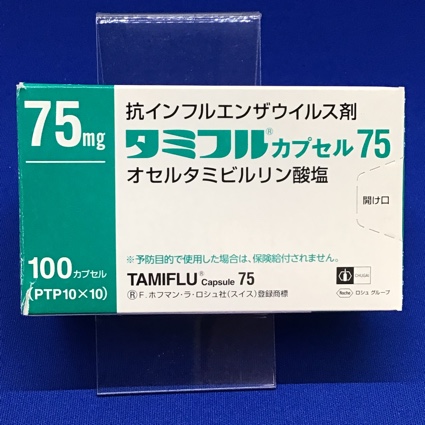 75mg
抗インフルエンザウイルス剤
タミフル®カプセル75
オセルタミビルリン酸塩
開け口
※予防目的で使用した場合は、保険給付されません。
100カプセル
(PTP10×10)
TAMIFLU® Capsule 75
®F.ホフマン・ラ・ロシュ社(スイス)登録商標
CHUGAI
Roche ロシュ グループ